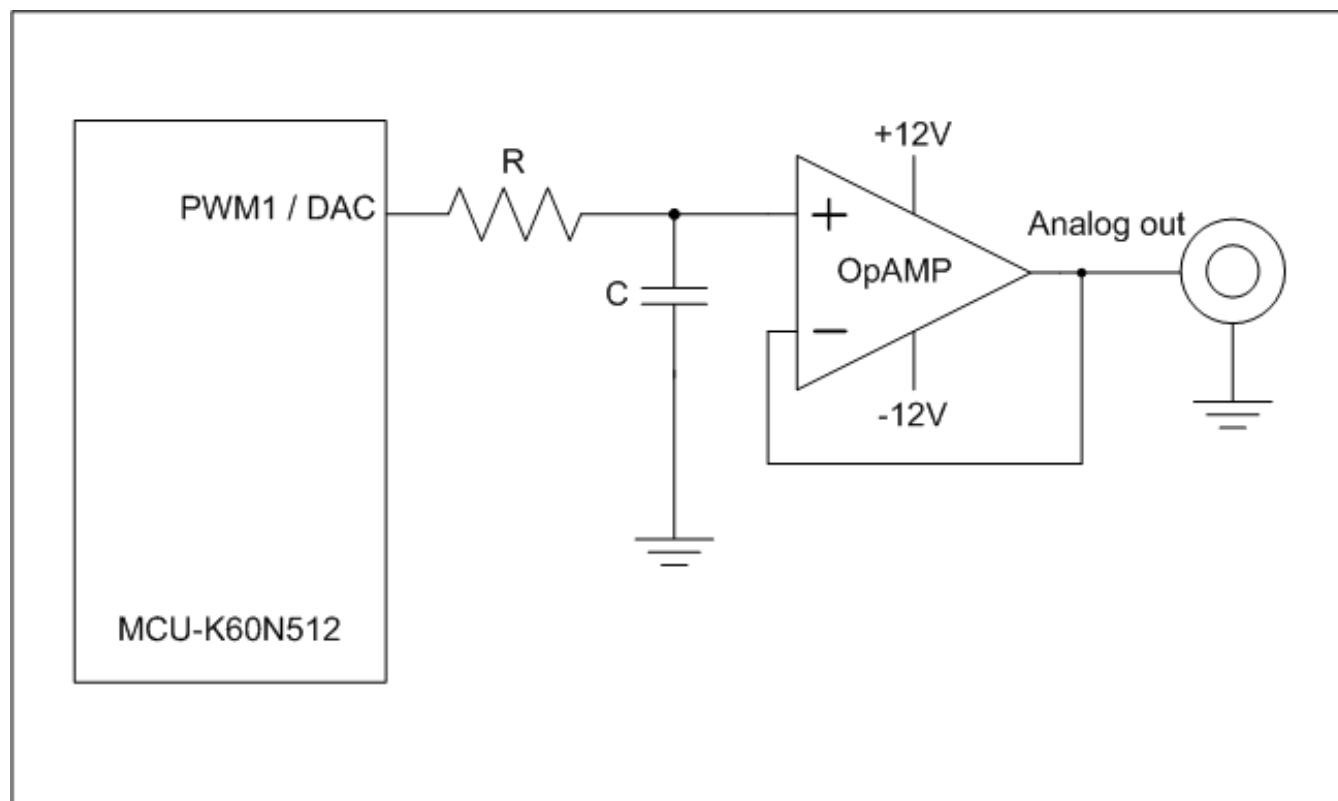 PWM1 / DAC
R
C
+12V
+
OpAMP
−
-12V
Analog out
MCU-K60N512